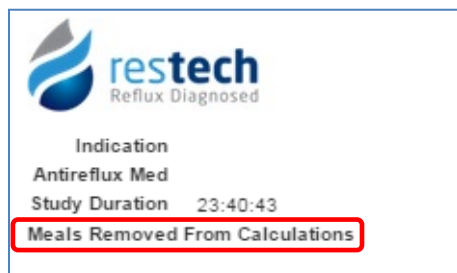 restech
Reflux Diagnosed
Indication
Antireflux Med
Study Duration 23:40:43
Meals Removed From Calculations